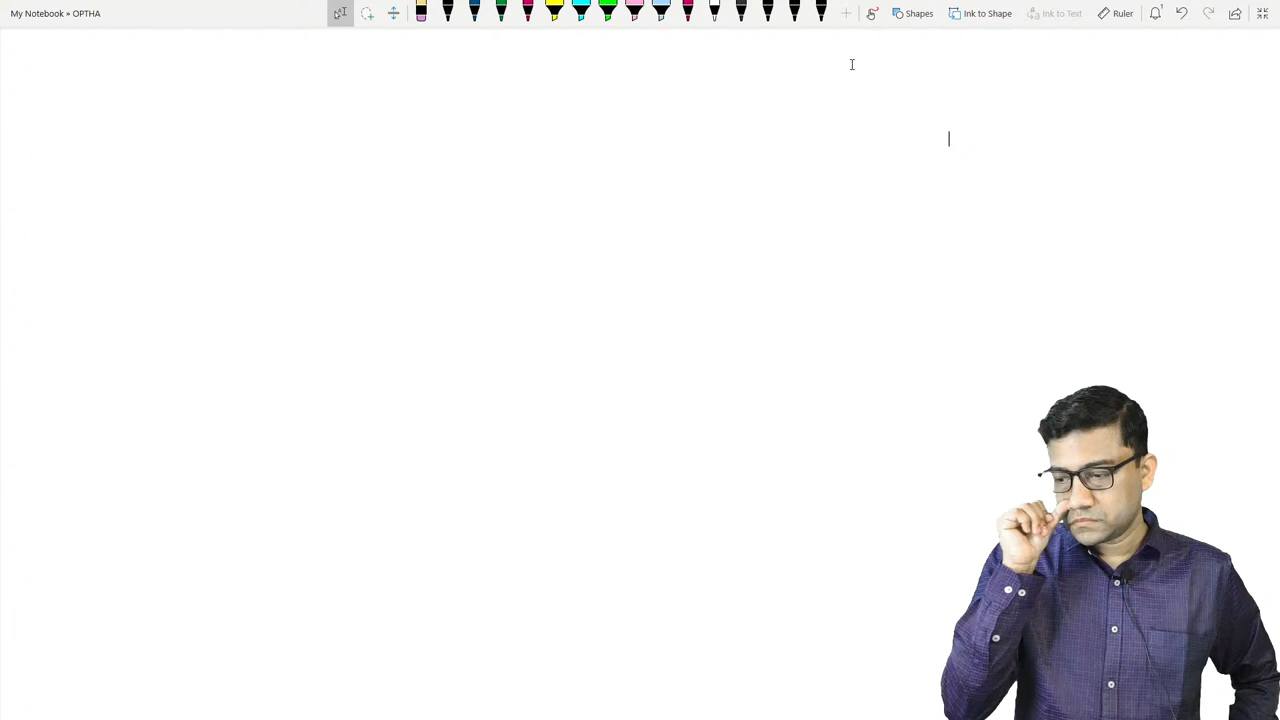 My Notebook » OPTHA
Shapes
Ink to Shape
Ink to Text
Ruler